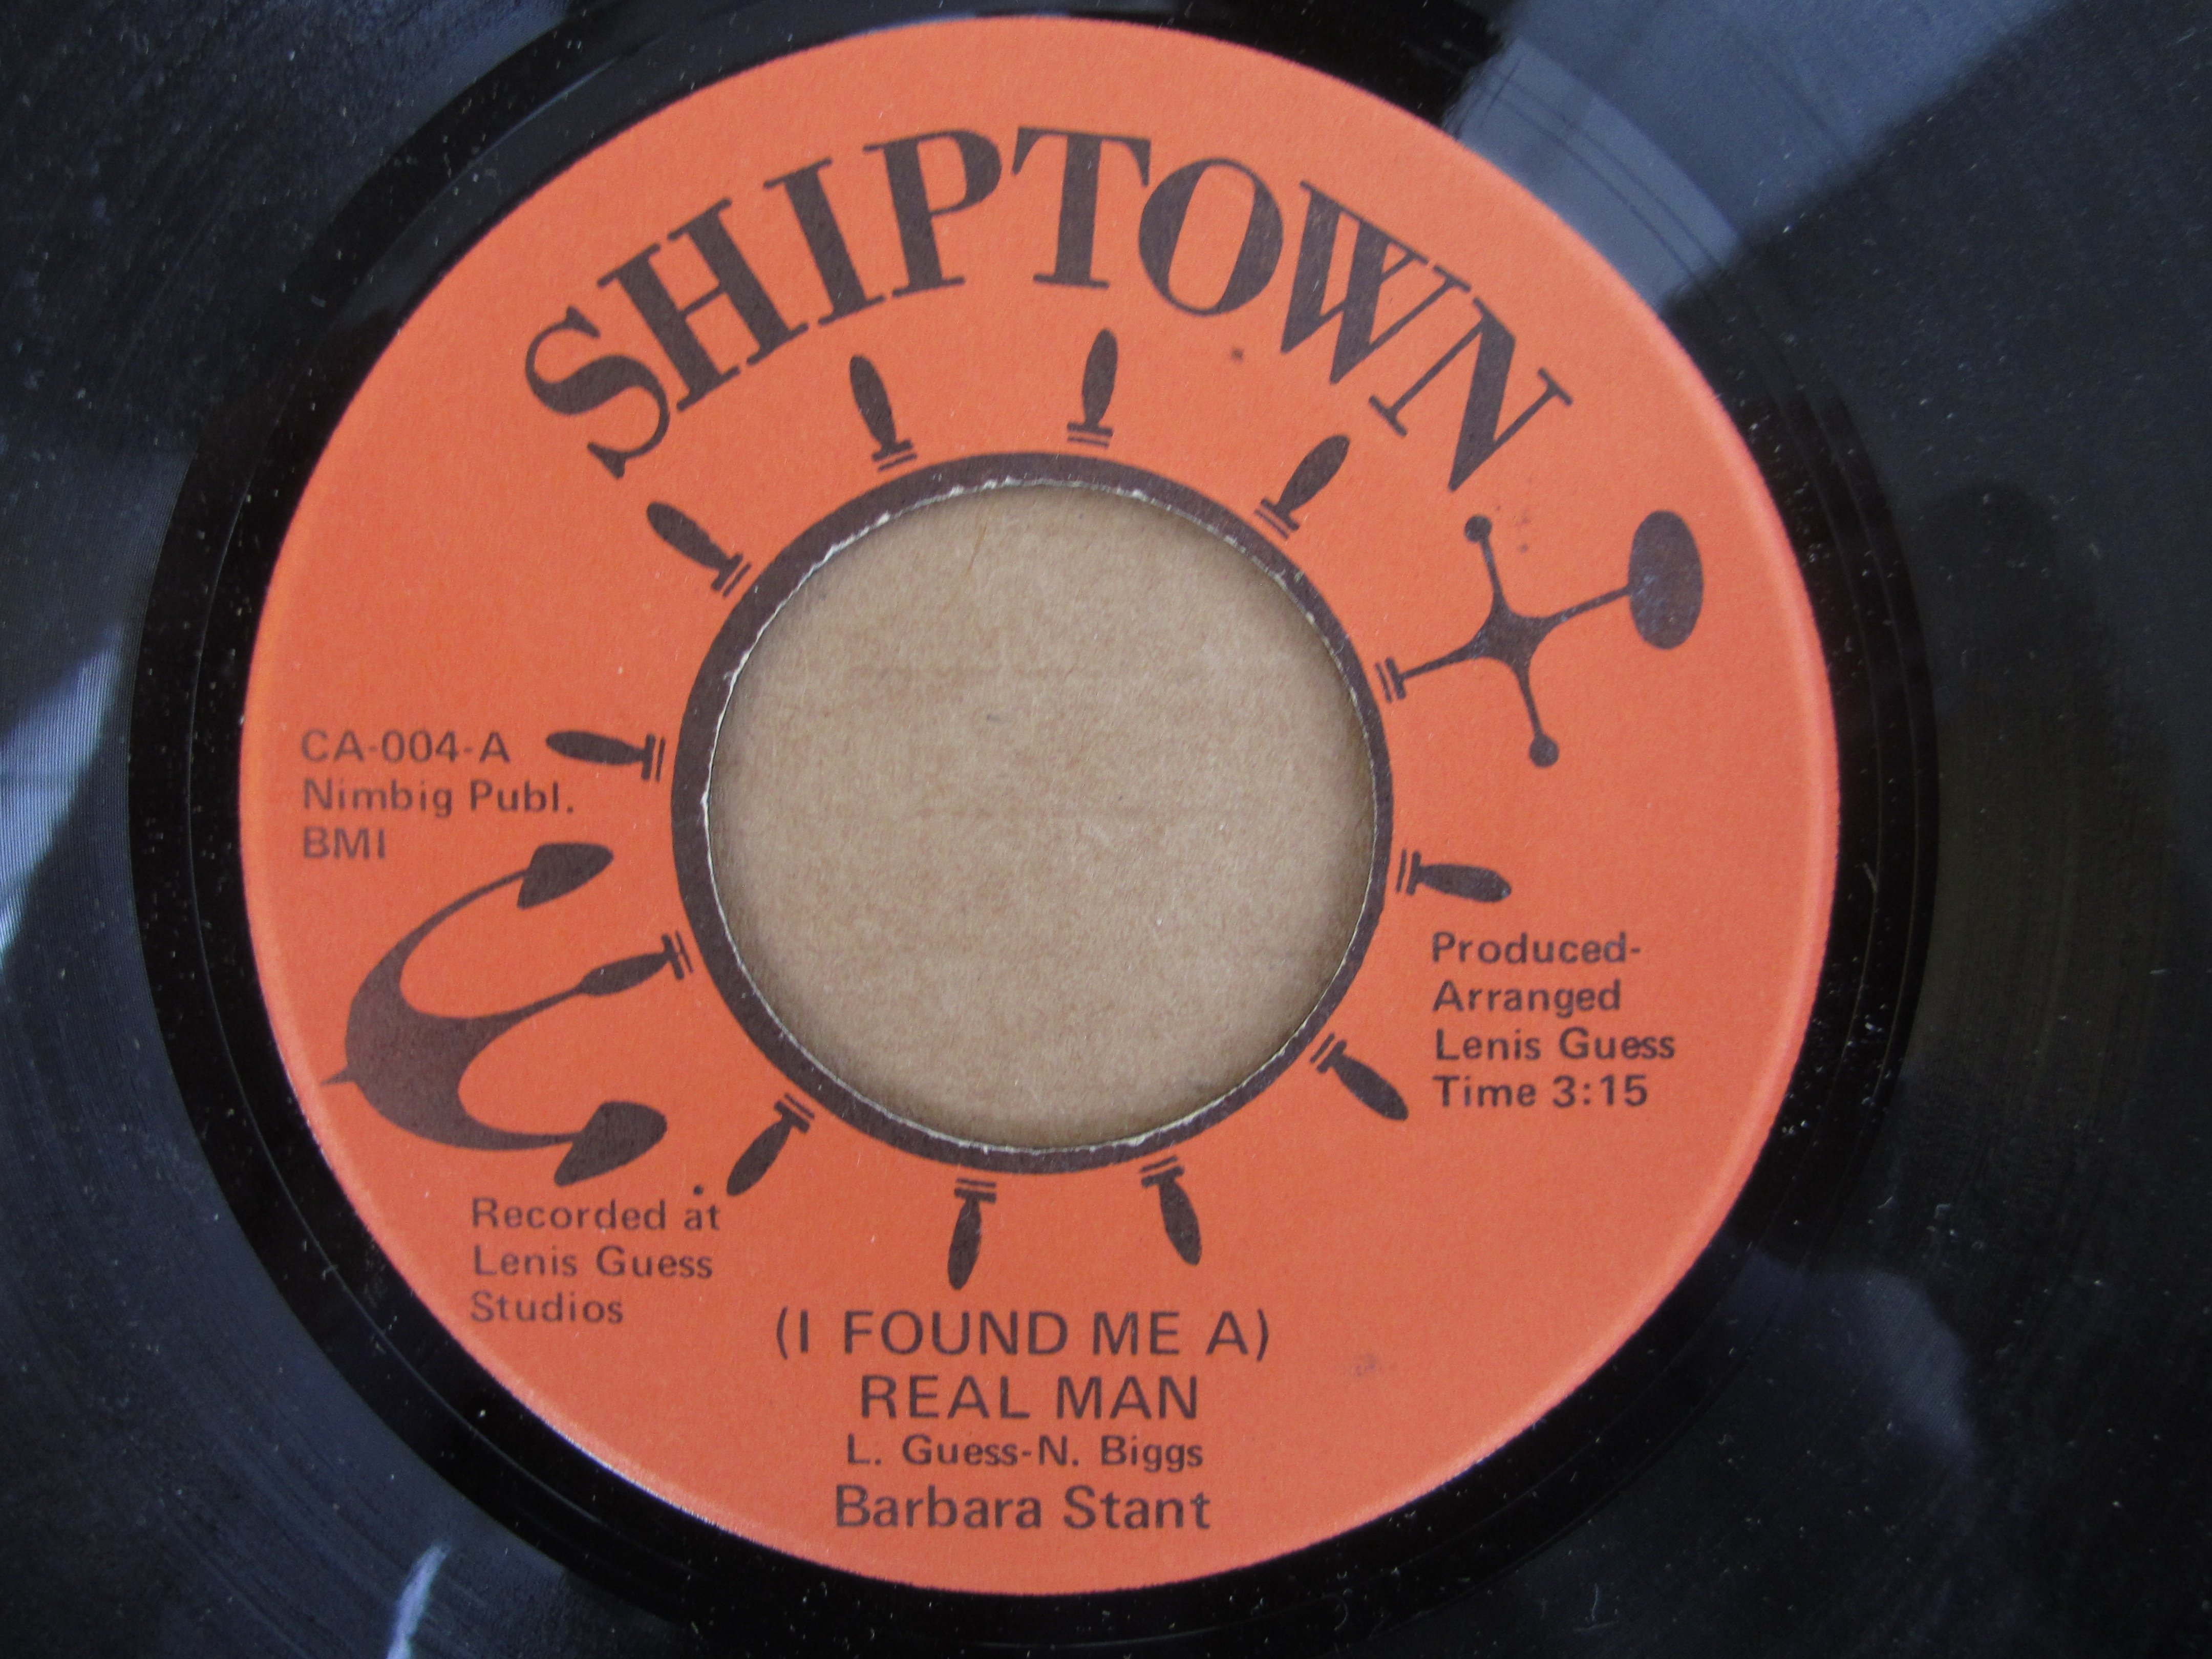 SHIPTOWN
CA-004-A
Nimbig Publ.
BMI
Produced-
Arranged
Lenis Guess
Time 3:15
Recorded at
Lenis Guess
Studios
(I FOUND ME A)
REAL MAN
L. Guess-N. Biggs
Barbara Stant